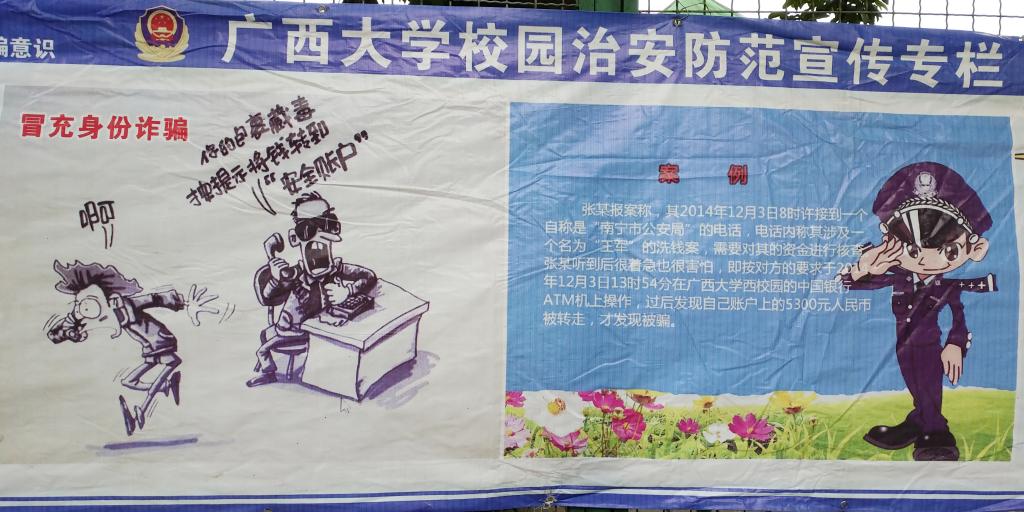 骗意识
广西大学校园治安防范宣传专栏
冒充身份诈骗
你的包裹藏毒
按提示将钱转到
“安全账户”
啊
案 例
张某报案称，其2014年12月3日8时许接到一个
自称是“南宁市公安局”的电话，电话内称其涉及一
个名为“王军”的洗钱案，需要对其的资金进行核查
张某听到后很着急也很害怕，即按对方的要求于201
年12月3日13时54分在广西大学西校园的中国银行
ATM机上操作，过后发现自己账户上的5300元人民币
被转走，才发现被骗。